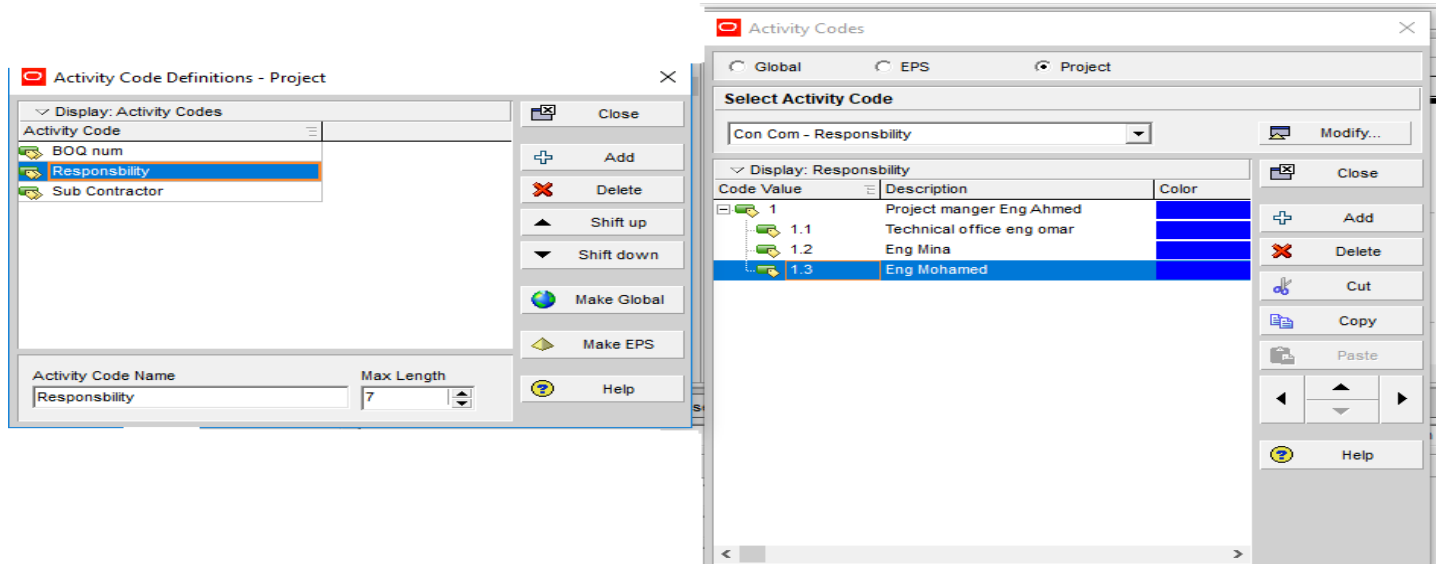 Activity Code Definitions - Project
Display: Activity Codes
Activity Code
BOQ num
Responsbility
Sub Contractor
Close
Add
Delete
Shift up
Shift down
Make Global
Make EPS
Help
Activity Code Name
Max Length
Responsbility
7
Activity Codes
Global EPS Project
Select Activity Code
Con Com - Responsbility
Modify...
Display: Responsbility
Code Value Description Color
1 Project manger Eng Ahmed
1.1 Technical office eng omar
1.2 Eng Mina
1.3 Eng Mohamed
Close
Add
Delete
Cut
Copy
Paste
Help